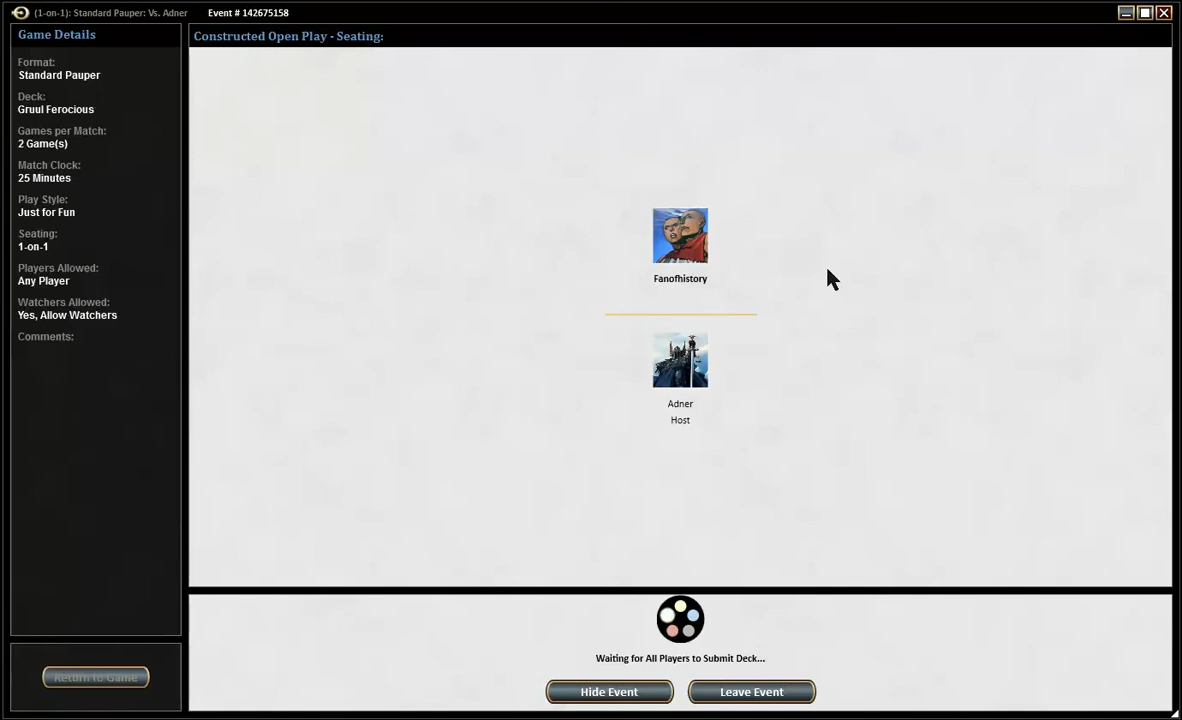 (1-on-1): Standard Pauper: Vs. Adner Event # 142675158
Game Details
Format:
Standard Pauper
Deck:
Gruul Ferocious
Games per Match:
2 Game(s)
Match Clock:
25 Minutes
Play Style:
Just for Fun
Seating:
1-on-1
Players Allowed:
Any Player
Watchers Allowed:
Yes, Allow Watchers
Comments:
Return to Game
Constructed Open Play - Seating:
Fanofhistory
Adner
Host
Waiting for All Players to Submit Deck...
Hide Event Leave Event